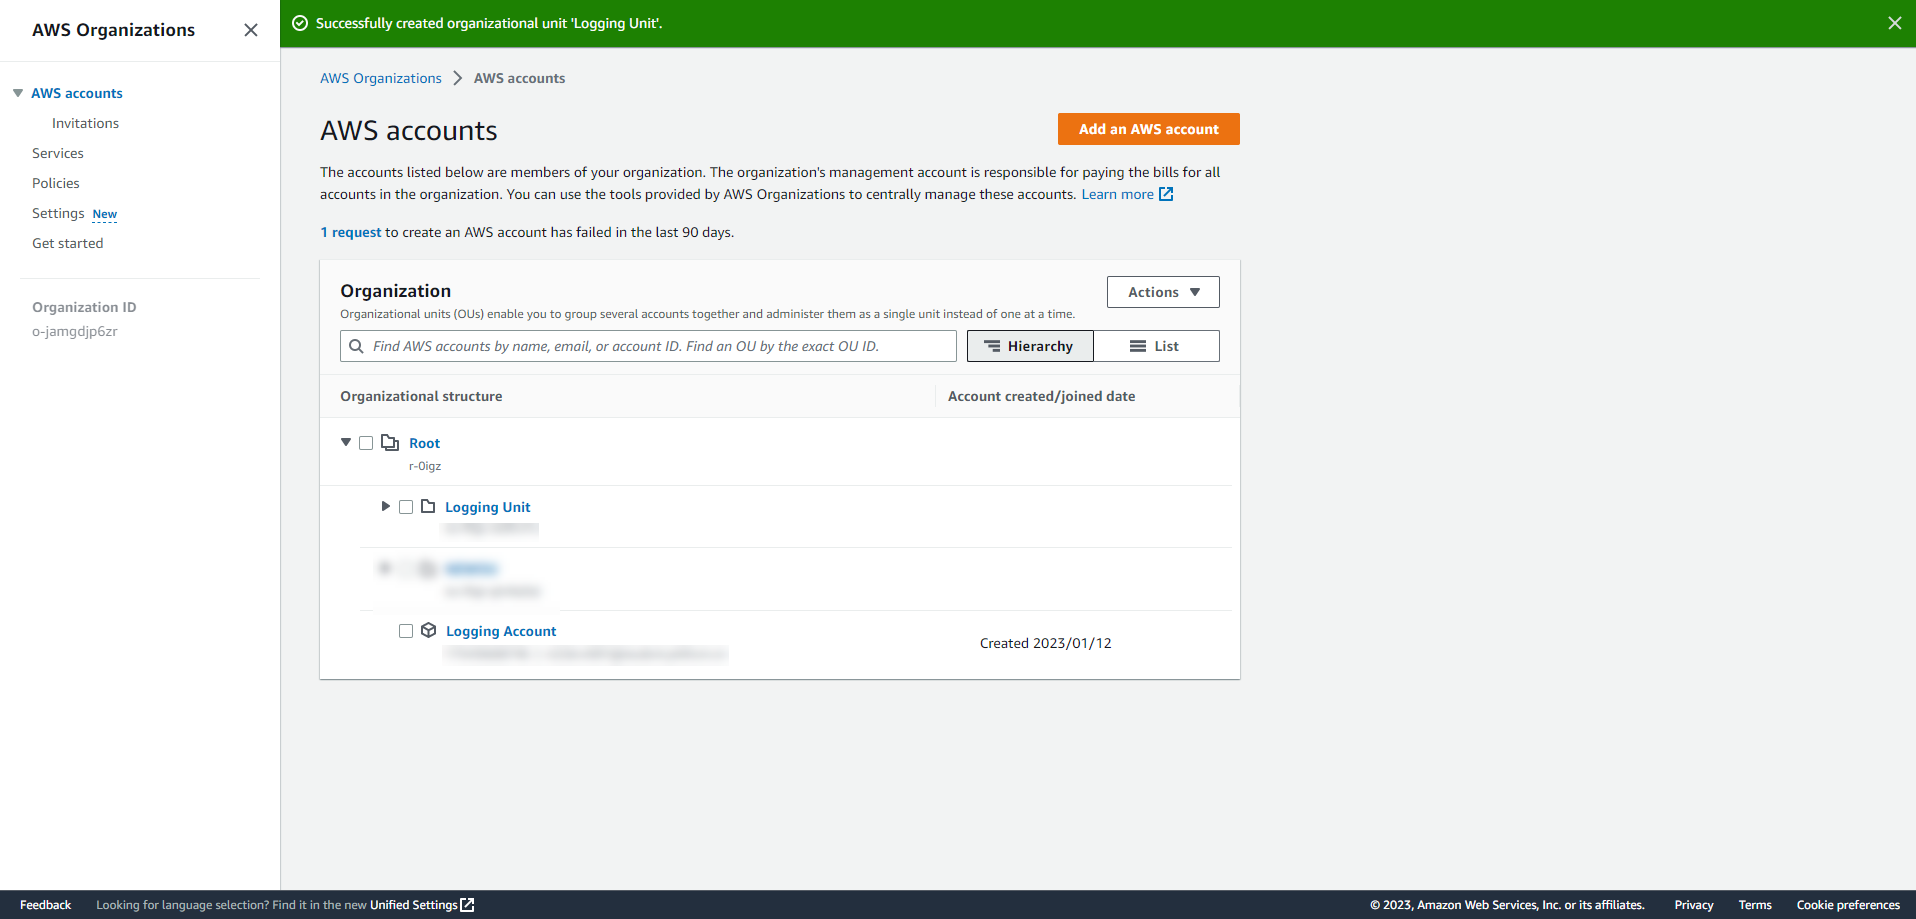 AWS Organizations
AWS accounts
Invitations
Services
Policies
Settings New
Get started
Organization ID
o-jamgdjp6zr
Successfully created organizational unit 'Logging Unit'.
AWS Organizations > AWS accounts
AWS accounts
Add an AWS account
The accounts listed below are members of your organization. The organization's management account is responsible for paying the bills for all
accounts in the organization. You can use the tools provided by AWS Organizations to centrally manage these accounts. Learn more
1 request to create an AWS account has failed in the last 90 days.
Organization
Actions
Organizational units (OUs) enable you to group several accounts together and administer them as a single unit instead of one at a time.
Find AWS accounts by name, email, or account ID. Find an OU by the exact OU ID.
Hierarchy
List
Organizational structure
Account created/joined date
Root
r-0igz
Logging Unit
Logging Account
Created 2023/01/12
Feedback
Looking for language selection? Find it in the new Unified Settings
© 2023, Amazon Web Services, Inc. or its affiliates.
Privacy
Terms
Cookie preferences